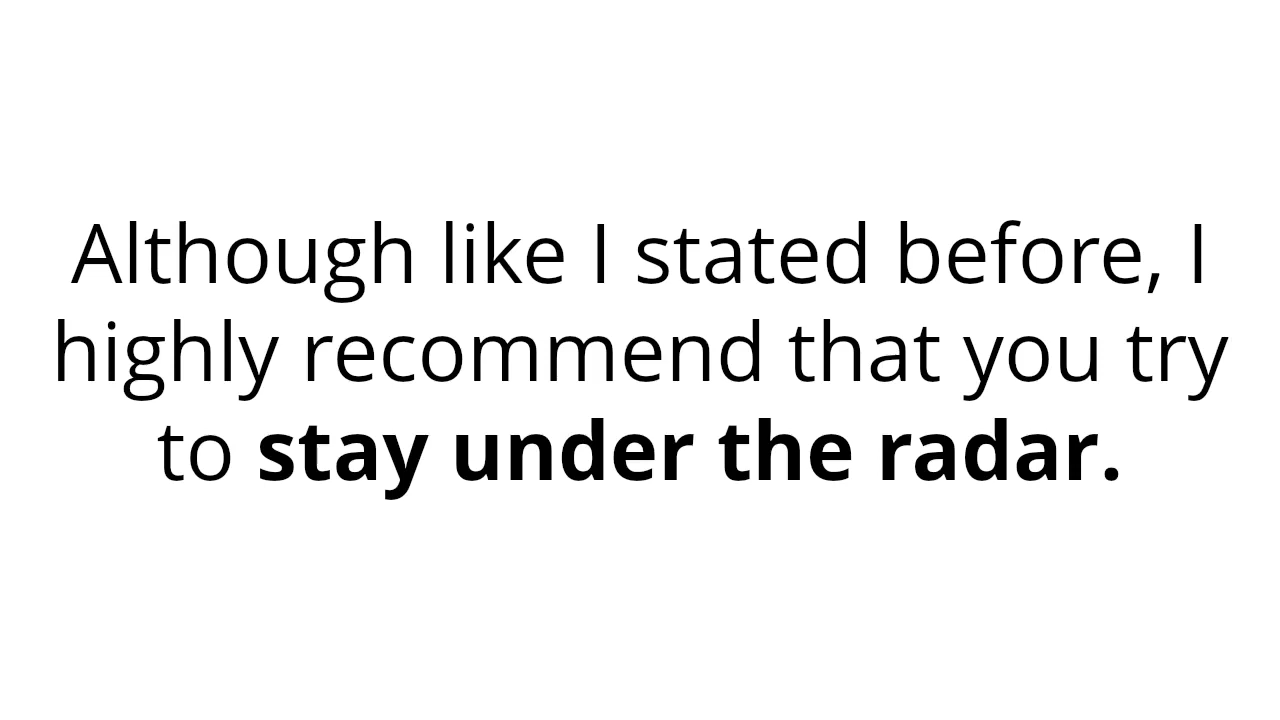 Although like I stated before, I
highly recommend that you try
to stay under the radar.